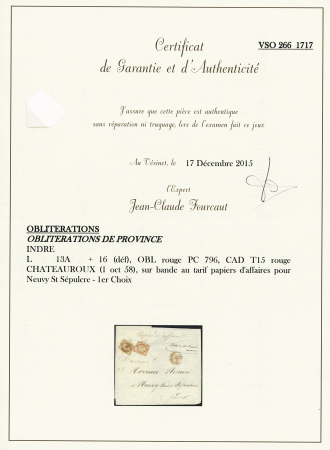 VSO 266 1717
Certificat
de Garantie et d'Authenticité
J'assure que cette pièce est authentique
sans réparation ni truquage, lors de l'examen fait ce jour
Au Vésinet, le 17 Décembre 2015
l'Expert
Jean-Claude Fourcaut
OBLITERATIONS
OBLITERATIONS DE PROVINCE
INDRE
L 13A + 16 (déf), OBL rouge PC 796, CAD T15 rouge
CHATEAUROUX (1 oct 58), sur bande au tarif papiers d'affaires pour
Neuvy St Sépulcre - 1er Choix
Monsieur